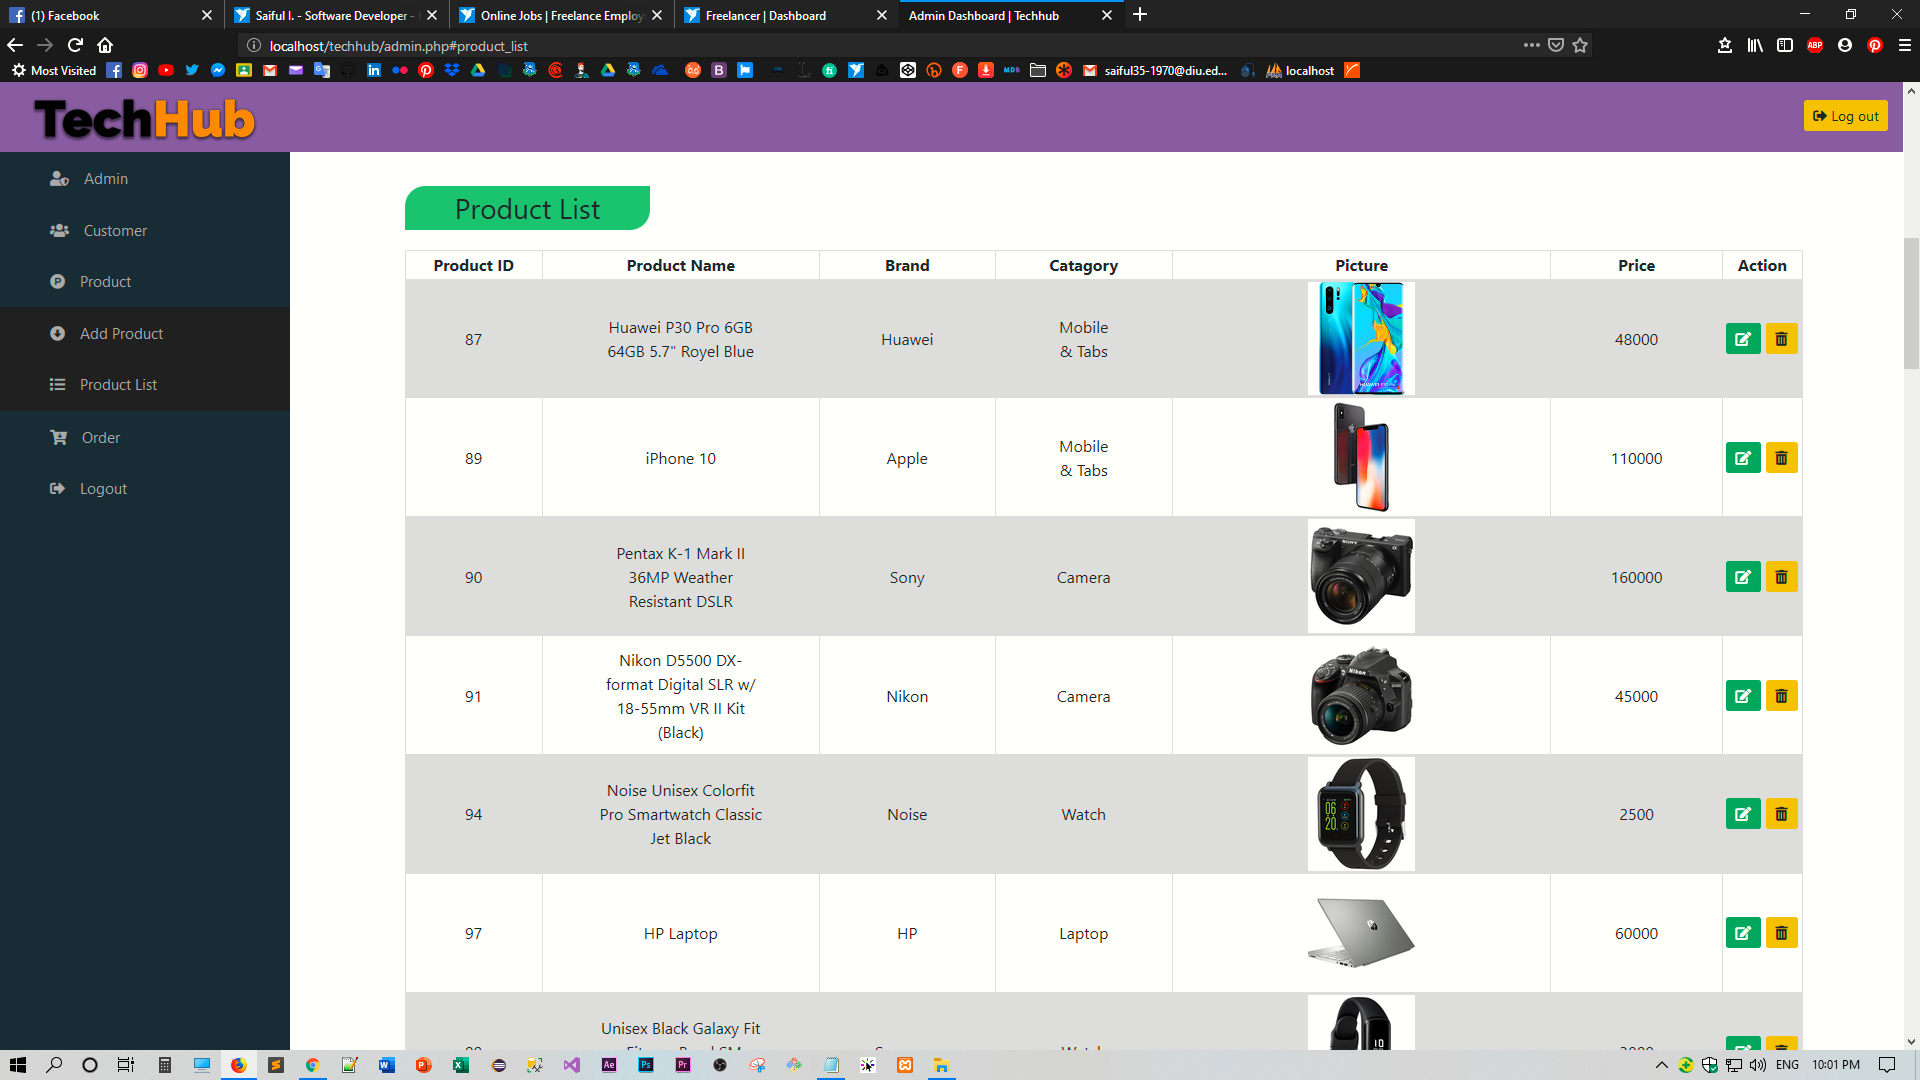 (1) Facebook
Saiful I. - Software Developer -
Online Jobs | Freelance Employ
Freelancer | Dashboard
Admin Dashboard | Techhub
localhost/techhub/admin.php#product_list
Most Visited
saiful35-1970@diu.ed...
localhost
TechHub
Log out
Admin
Customer
Product
Add Product
Product List
Order
Logout
Product List
Product ID Product Name Brand Catagory Picture Price Action
87 Huawei P30 Pro 6GB 64GB 5.7" Royel Blue Huawei Mobile & Tabs 48000
89 iPhone 10 Apple Mobile & Tabs 110000
90 Pentax K-1 Mark II 36MP Weather Resistant DSLR Sony Camera 160000
91 Nikon D5500 DX-format Digital SLR w/ 18-55mm VR II Kit (Black) Nikon Camera 45000
94 Noise Unisex Colorfit Pro Smartwatch Classic Jet Black Noise Watch 2500
97 HP Laptop HP Laptop 60000
Unisex Black Galaxy Fit
ENG 10:01 PM